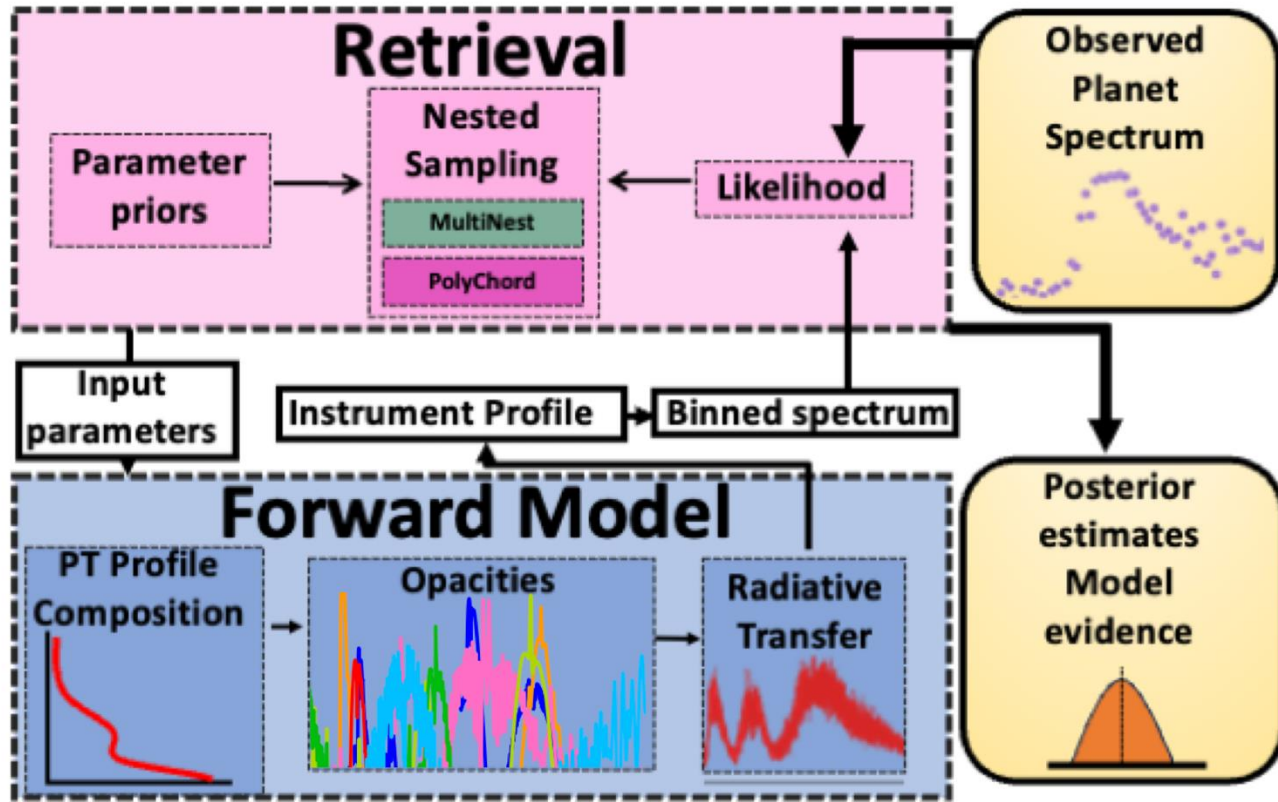 Retrieval
Parameter
priors
Nested
Sampling
MultiNest
PolyChord
Likelihood
Observed
Planet
Spectrum
Input
parameters
Instrument Profile
Binned spectrum
Forward Model
PT Profile
Composition
Opacities
Radiative
Transfer
Posterior
estimates
Model
evidence